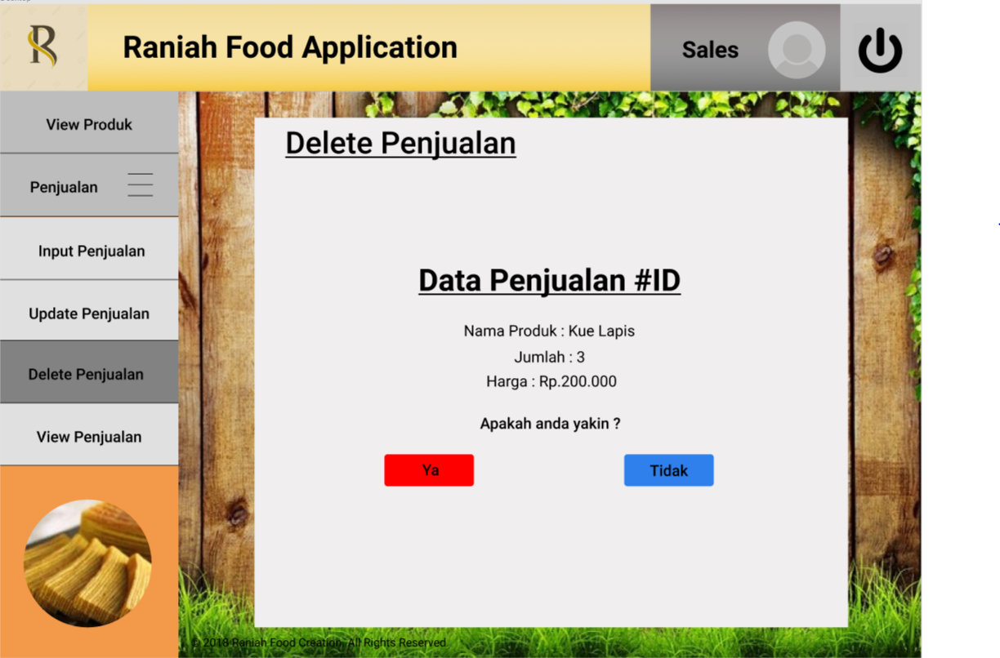 R
Raniah Food Application
Sales
View Produk
Penjualan
Input Penjualan
Update Penjualan
Delete Penjualan
View Penjualan
Delete Penjualan
Data Penjualan #ID
Nama Produk : Kue Lapis
Jumlah : 3
Harga : Rp.200.000
Apakah anda yakin ?
Ya
Tidak
© 2018 Raniah Food Creation. All Rights Reserved.